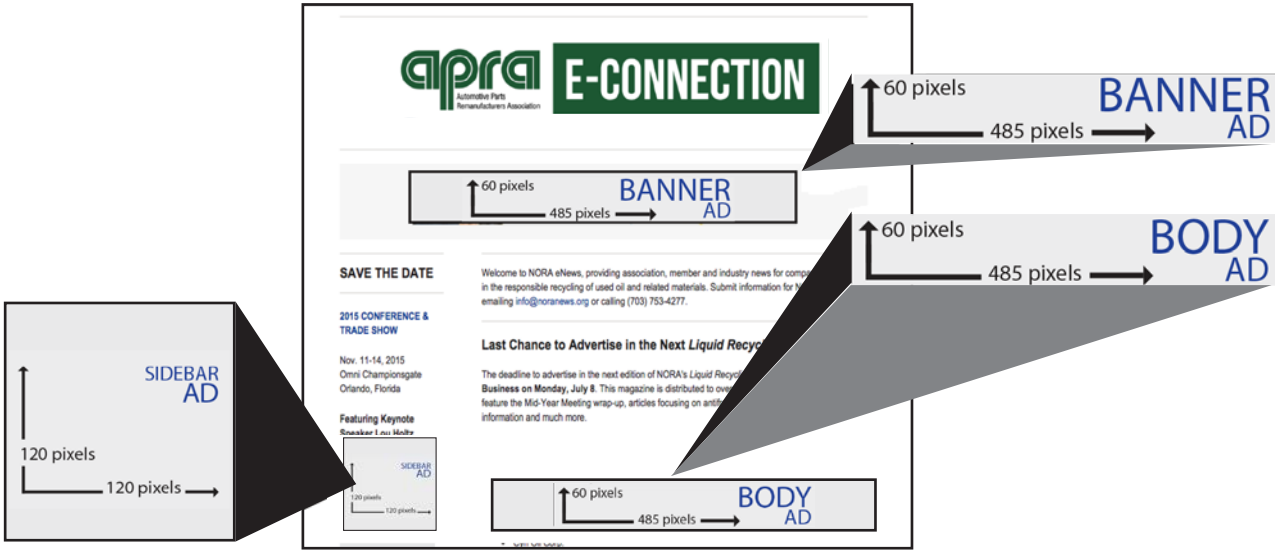 apra
Automotive Parts
Remanufacturers Association
E-CONNECTION
60 pixels
BANNER
AD
485 pixels
60 pixels
BANNER
AD
485 pixels
60 pixels
BODY
AD
485 pixels
SAVE THE DATE
2015 CONFERENCE &
TRADE SHOW
Nov. 11-14, 2015
Omni Championsgate
Orlando, Florida
Featuring Keynote
Speaker Lou Holtz
Welcome to NORA eNews, providing association, member and industry news for
in the responsible recycling of used oil and related materials. Submit information for
emailing info@noranews.org or calling (703) 753-4277.
Last Chance to Advertise in the Next Liquid
The deadline to advertise in the next edition of NORA's Liquid
Business on Monday, July 8. This magazine is distributed to
feature the Mid-Year Meeting wrap-up, articles focusing on
information and much more.
SIDEBAR
AD
120 pixels
120 pixels
SIDEBAR
AD
120 pixels
120 pixels
60 pixels
BODY
AD
485 pixels